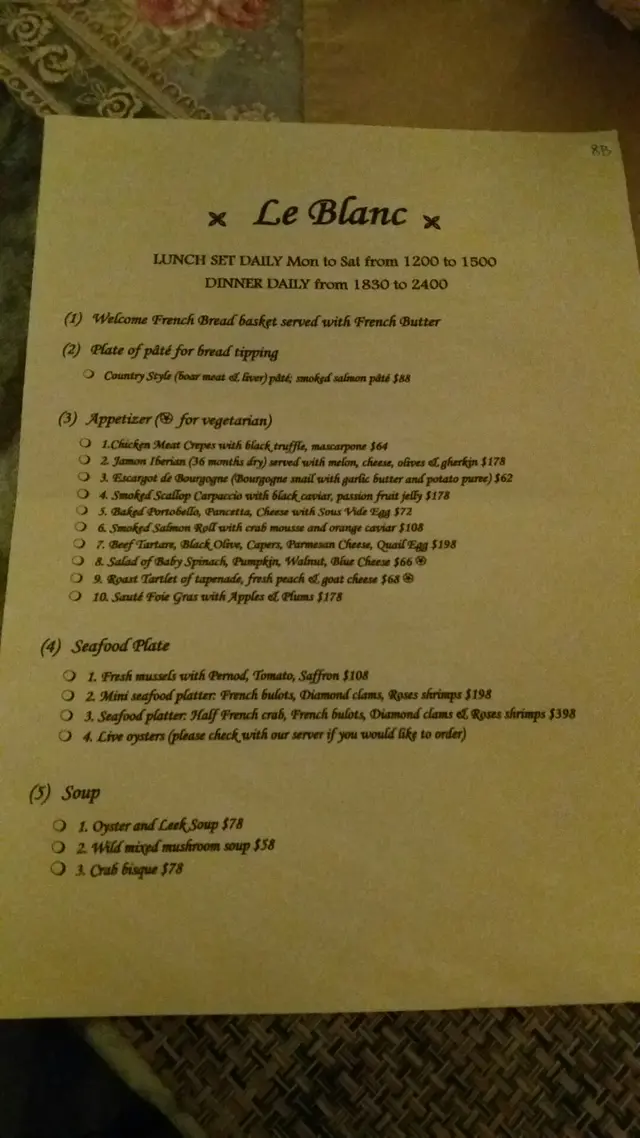 8B
Le Blanc
LUNCH SET DAILY Mon to Sat from 1200 to 1500
DINNER DAILY from 1830 to 2400
(1) Welcome French Bread basket served with French Butter
(2) Plate of pâté for bread tipping
Country Style (boar meat & liver) pâté; smoked salmon pâté $88
(3) Appetizer ( for vegetarian)
1.Chicken Meat Crepes with black truffle, mascarpone $64
2. Jamon Iberian (36 months dry) served with melon, cheese, olives & gherkin $178
3. Escargot de Bourgogne (Bourgogne snail with garlic butter and potato puree) $62
4. Smoked Scallop Carpaccio with black caviar, passion fruit jelly $178
5. Baked Portobello, Pancetta, Cheese with Sous Vide Egg $72
6. Smoked Salmon Roll with crab mousse and orange caviar $108
7. Beef Tartare, Black Olive, Capers, Parmesan Cheese, Quail Egg $198
8. Salad of Baby Spinach, Pumpkin, Walnut, Blue Cheese $66
9. Roast Tartlet of tapenade, fresh peach & goat cheese $68
10. Sauté Foie Gras with Apples & Plums $178
(4) Seafood Plate
1. Fresh mussels with Pernod, Tomato, Saffron $108
2. Mini seafood platter: French bulots, Diamond clams, Roses shrimps $198
3. Seafood platter: Half French crab, French bulots, Diamond clams & Roses shrimps $398
4. Live oysters (please check with our server if you would like to order)
(5) Soup
1. Oyster and Leek Soup $78
2. Wild mixed mushroom soup $58
3. Crab bisque $78